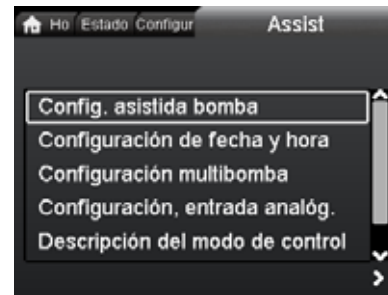 Ho Estado Configur Assist
Config. asistida bomba
Configuración de fecha y hora
Configuración multibomba
Configuración, entrada analóg.
Descripción del modo de control